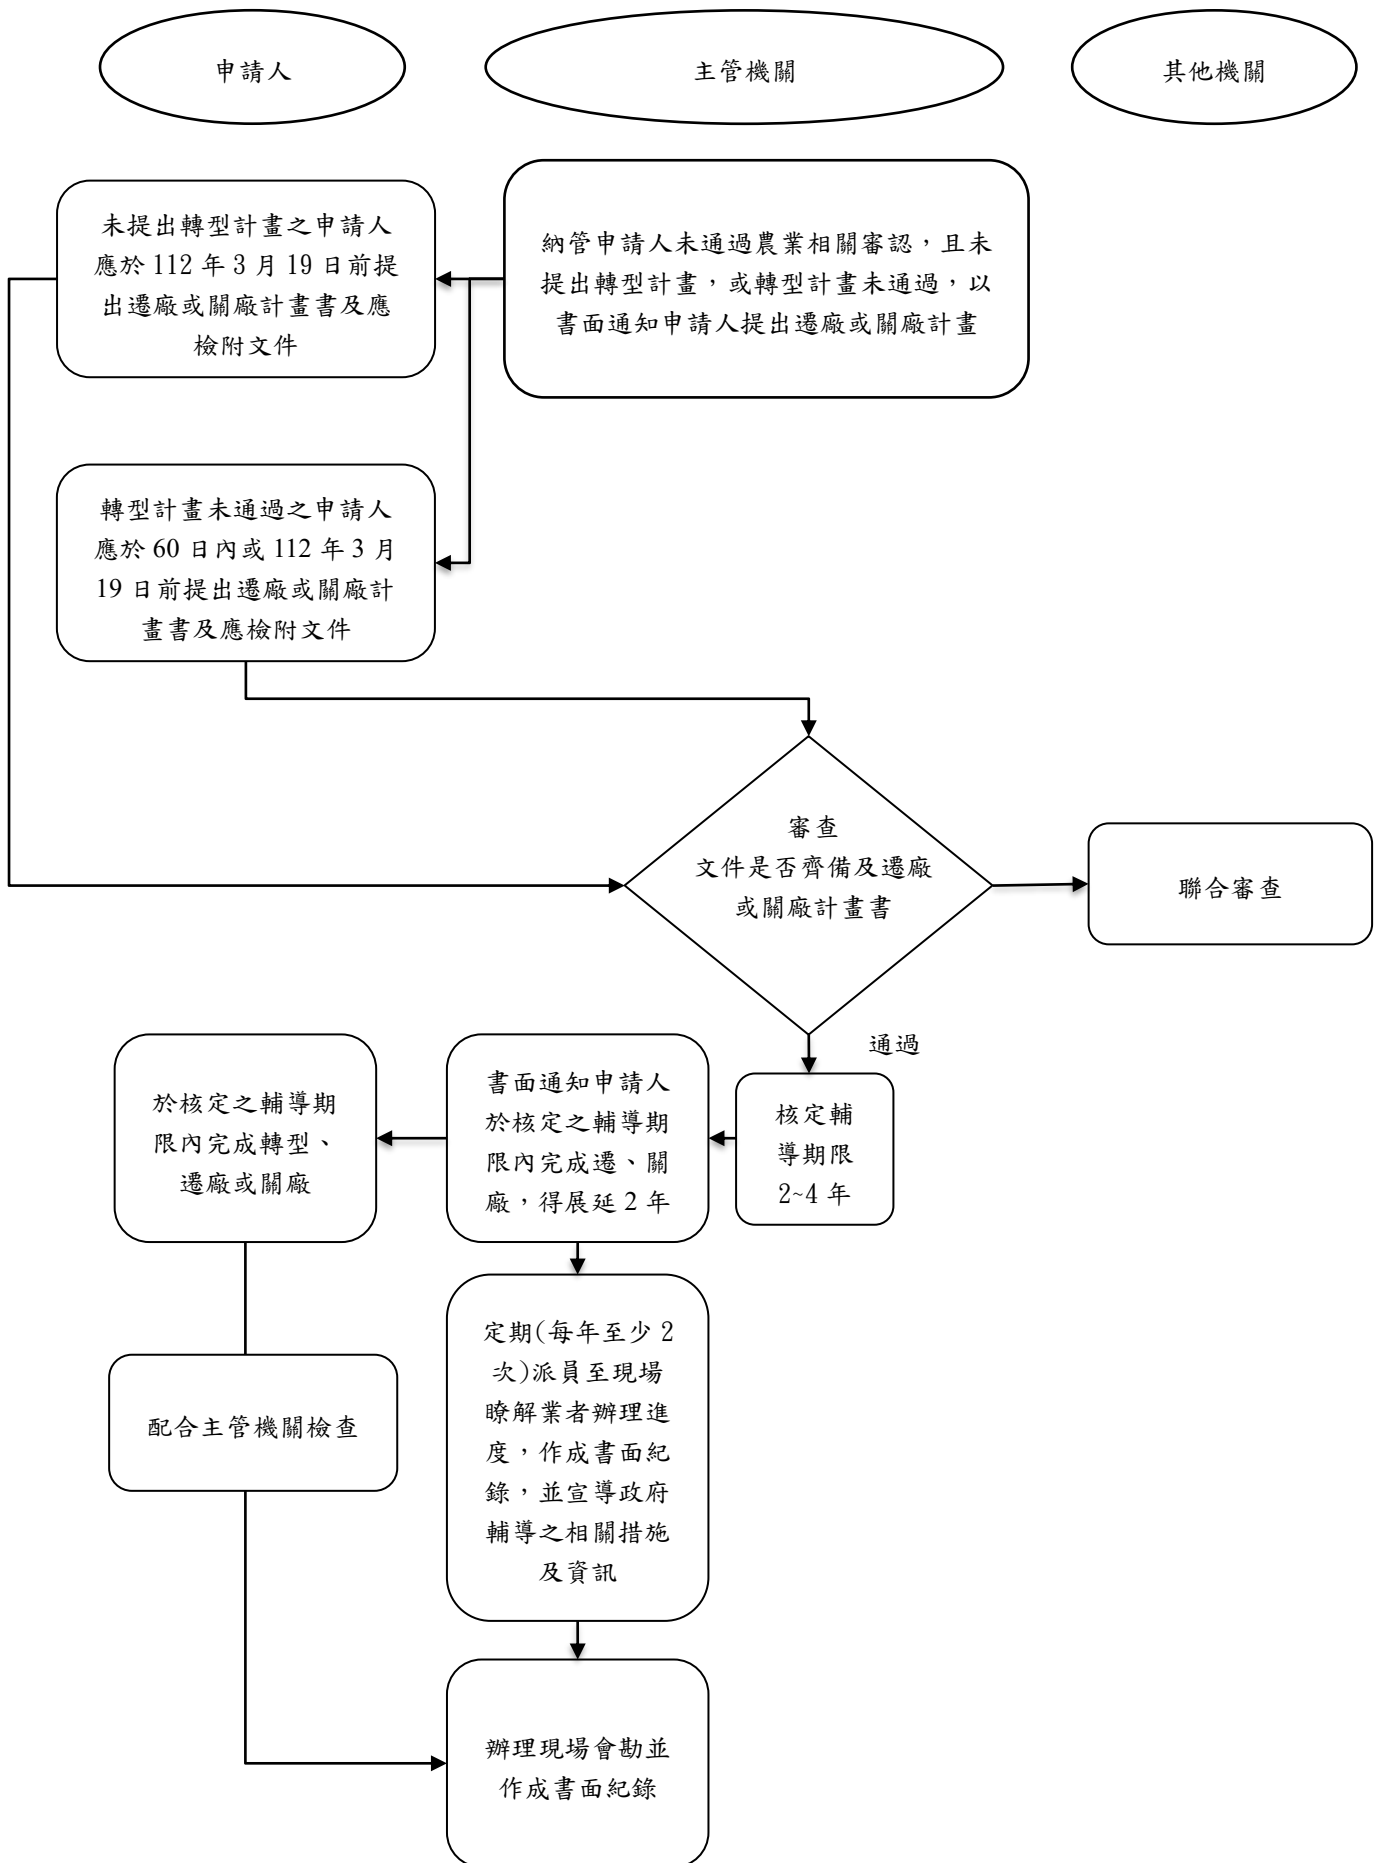 申請人
主管機關
其他機關
未提出轉型計畫之申請人
應於 112 年 3 月 19 日前提
出遷廠或關廠計畫書及應
檢附文件
納管申請人未通過農業相關審認，且未
提出轉型計畫，或轉型計畫未通過，以
書面通知申請人提出遷廠或關廠計畫
轉型計畫未通過之申請人
應於 60 日內或 112 年 3 月
19 日前提出遷廠或關廠計
畫書及應檢附文件
審查
文件是否齊備及遷廠
或關廠計畫書
聯合審查
通過
核定輔
導期限
2~4 年
書面通知申請人
於核定之輔導期
限內完成遷、關
廠，得展延 2 年
於核定之輔導期
限內完成轉型、
遷廠或關廠
定期(每年至少 2
次)派員至現場
瞭解業者辦理進
度，作成書面紀
錄，並宣導政府
輔導之相關措施
及資訊
配合主管機關檢查
辦理現場會勘並
作成書面紀錄